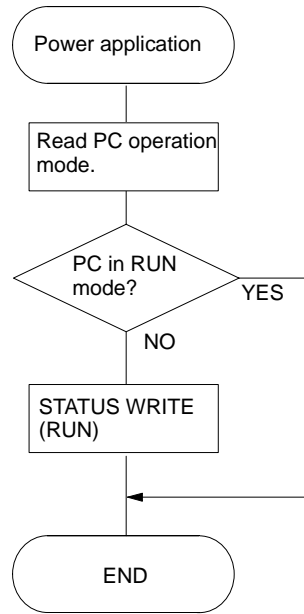 Power application
Read PC operation
mode.
PC in RUN
mode?
YES
NO
STATUS WRITE
(RUN)
END